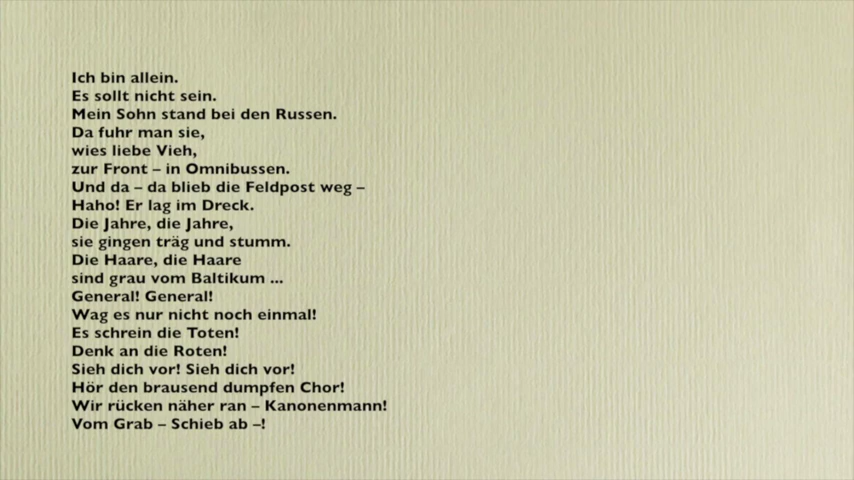 Ich bin allein.
Es sollt nicht sein.
Mein Sohn stand bei den Russen.
Da fuhr man sie,
wies liebe Vieh,
zur Front – in Omnibussen.
Und da – da blieb die Feldpost weg –
Haho! Er lag im Dreck.
Die Jahre, die Jahre,
sie gingen träg und stumm.
Die Haare, die Haare
sind grau vom Baltikum ...
General! General!
Wag es nur nicht noch einmal!
Es schrein die Toten!
Denk an die Roten!
Sieh dich vor! Sieh dich vor!
Hör den brausend dumpfen Chor!
Wir rücken näher ran – Kanonenmann!
Vom Grab – Schieb ab –!